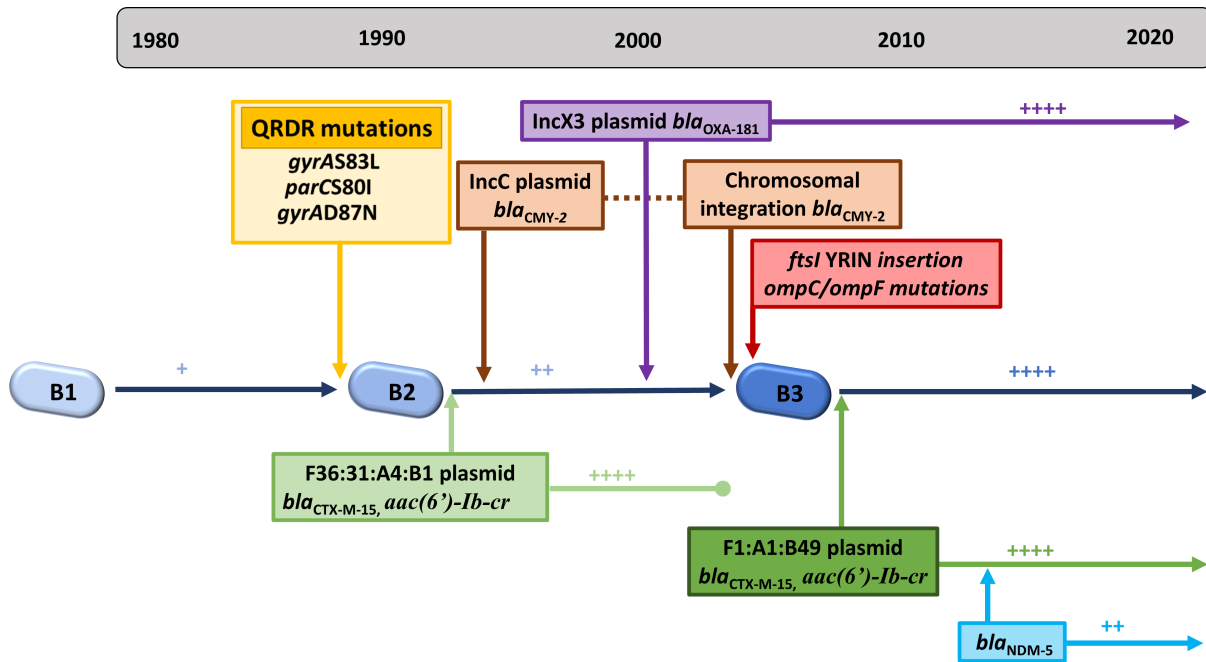 1980 1990 2000 2010 2020
QRDR mutations
gyrAS83L
parCS80I
gyrAD87N
IncX3 plasmid blaOXA-181
++++
IncC plasmid
blaCMY-2
Chromosomal
integration blaCMY-2
ftsI YRIN insertion
ompC/ompF mutations
B1
+
B2
++
B3
++++
F36:31:A4:B1 plasmid
blaCTX-M-15, aac(6’)-Ib-cr
++++
F1:A1:B49 plasmid
blaCTX-M-15, aac(6’)-Ib-cr
++++
blaNDM-5
++